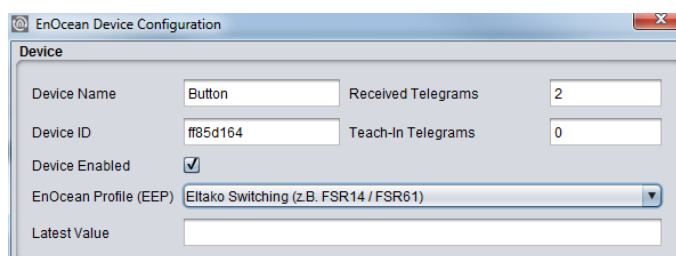 EnOcean Device Configuration
Device
Device Name Button Received Telegrams 2
Device ID ff85d164 Teach-In Telegrams 0
Device Enabled
EnOcean Profile (EEP) Eltako Switching (z.B. FSR14 / FSR61)
Latest Value